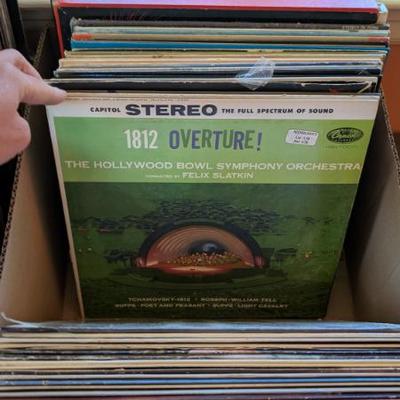 CAPITOL STEREO THE FULL SPECTRUM OF SOUND
1812 OVERTURE!
THE HOLLYWOOD BOWL SYMPHONY ORCHESTRA
CONDUCTED BY FELIX SLATKIN
TCHAIKOVSKY·1812 · ROSSINI·WILLIAM TELL
SUPPE·POET AND PEASANT · SUPPE·LIGHT CAVALRY